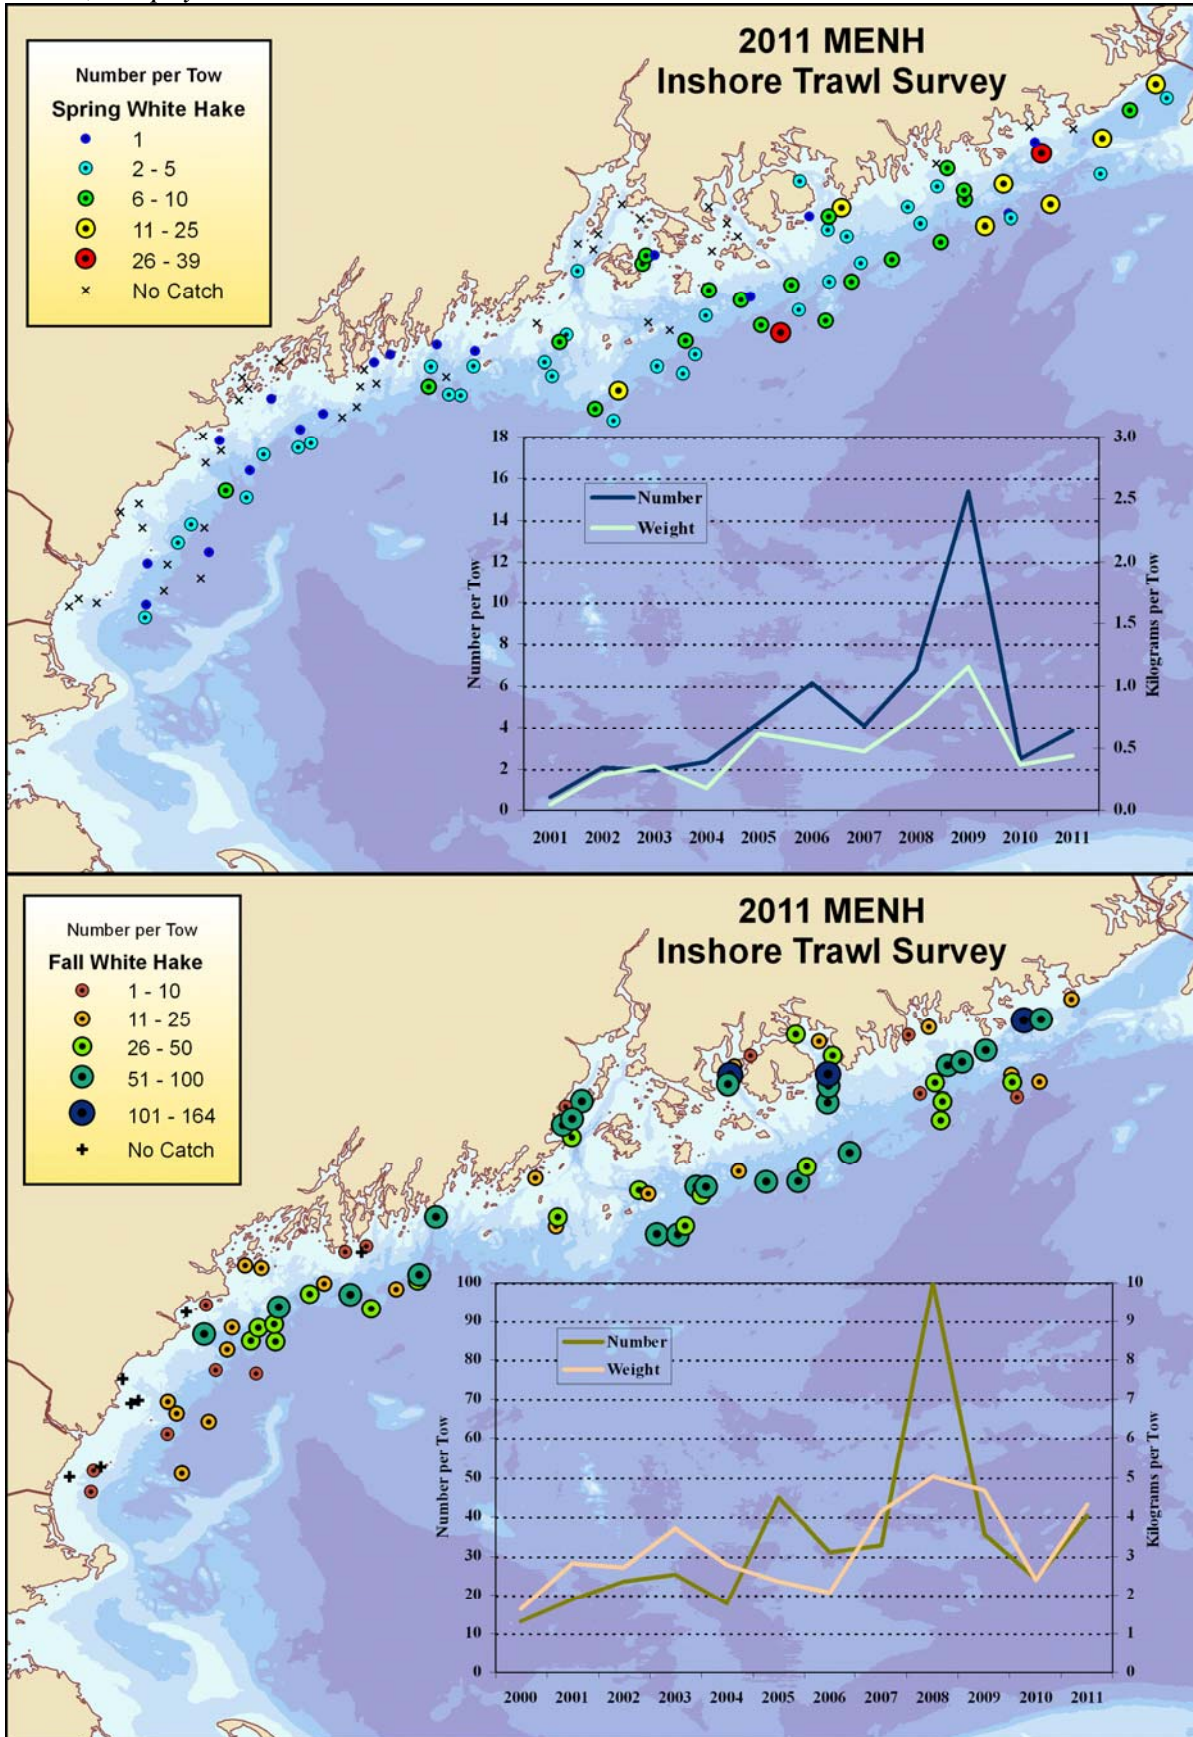 2011 MENH
Inshore Trawl Survey
Number per Tow
Spring White Hake
1
2 - 5
6 - 10
11 - 25
26 - 39
No Catch
Number
Weight
18
16
14
12
10
8
6
4
2
0
Number per Tow
3.0
2.5
2.0
1.5
1.0
0.5
0.0
Kilograms per Tow
2001 2002 2003 2004 2005 2006 2007 2008 2009 2010 2011
2011 MENH
Inshore Trawl Survey
Number per Tow
Fall White Hake
1 - 10
11 - 25
26 - 50
51 - 100
101 - 164
No Catch
Number
Weight
100
90
80
70
60
50
40
30
20
10
0
Number per Tow
10
9
8
7
6
5
4
3
2
1
0
Kilograms per Tow
2000 2001 2002 2003 2004 2005 2006 2007 2008 2009 2010 2011